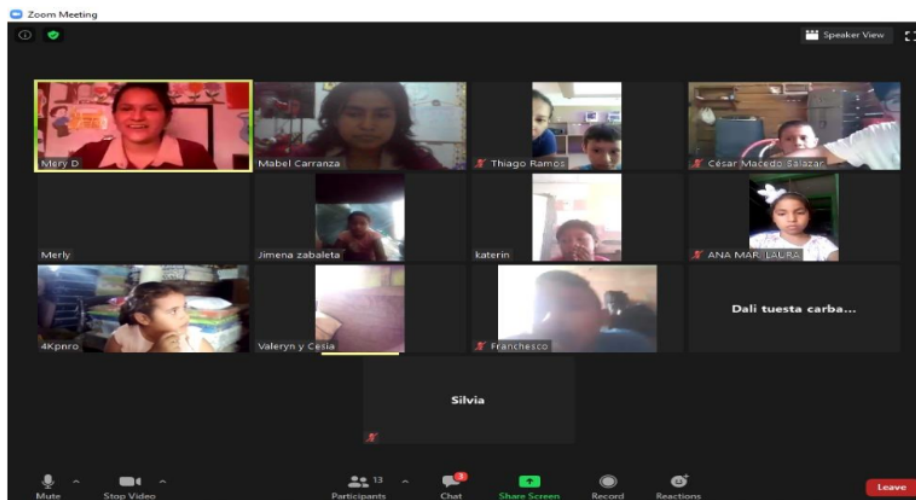 Zoom Meeting
Speaker View
Mery D
Mabel Carranza
Thiago Ramos
César Macedo Salazar
Merly
Jimena zabaleta
katerin
ANA MAR. LAURA
4Kpnro
Valeryn y Cesia
Franchesco
Dali tuesta carba...
Silvia
Mute
Stop Video
13
Participants
3
Chat
Share Screen
Record
Reactions
Leave